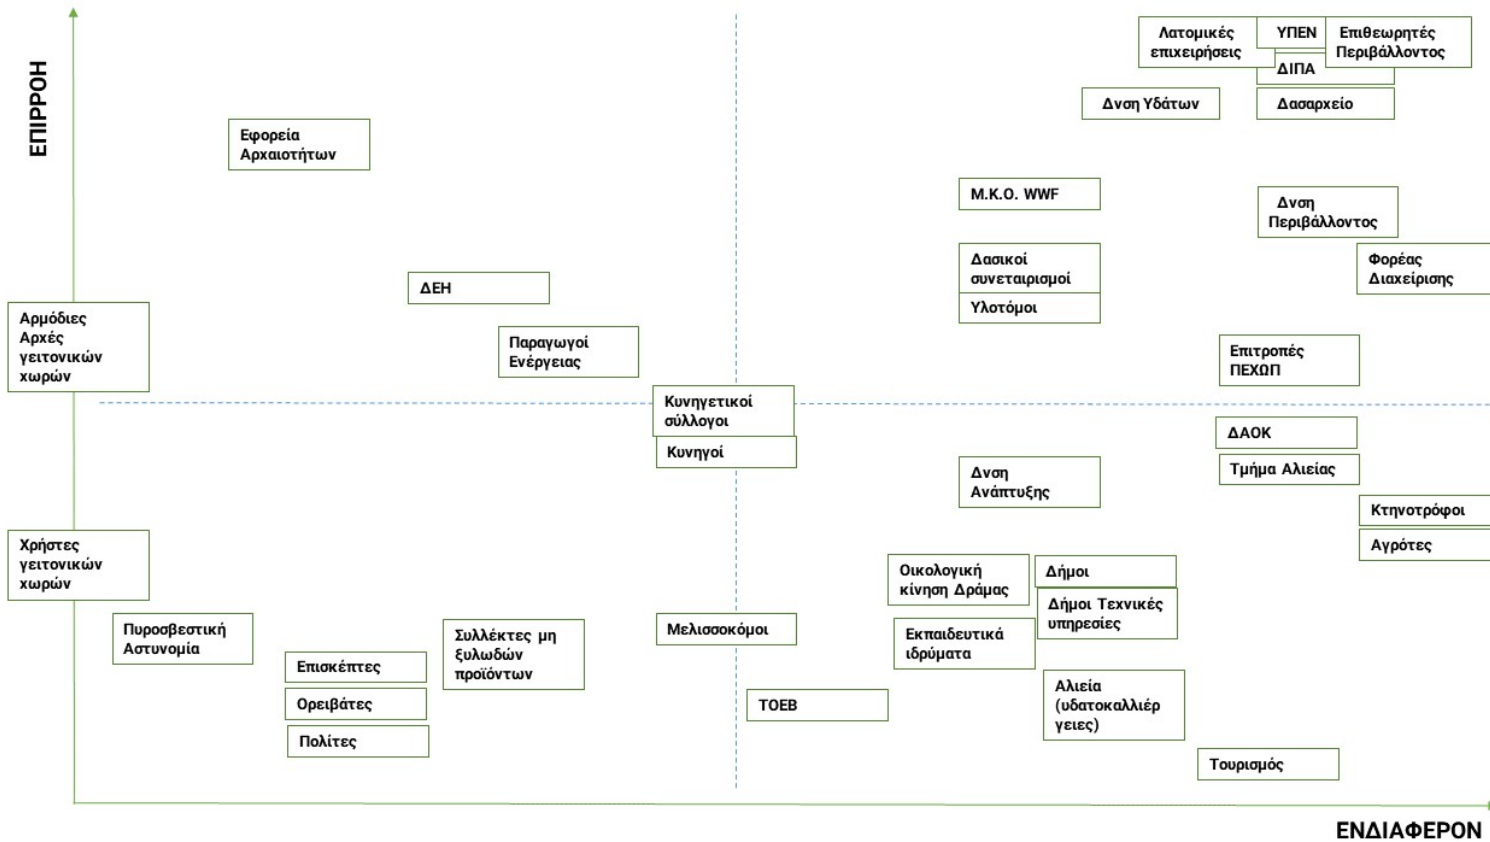 ΕΠΙΡΡΟΗ
Λατομικές
επιχειρήσεις
ΥΠΕΝ
Επιθεωρητές
Περιβάλλοντος
ΔΙΠΑ
Δνση Υδάτων
Δασαρχείο
Εφορεία
Αρχαιοτήτων
Μ.Κ.Ο. WWF
Δνση
Περιβάλλοντος
Δασικοί
συνεταιρισμοί
Υλοτόμοι
Φορέας
Διαχείρισης
ΔΕΗ
Αρμόδιες
Αρχές
γειτονικών
χωρών
Παραγωγοί
Ενέργειας
Επιτροπές
ΠΕΧΩΠ
Κυνηγετικοί
σύλλογοι
Κυνηγοί
ΔΑΟΚ
Τμήμα Αλιείας
Δνση
Ανάπτυξης
Κτηνοτρόφοι
Αγρότες
Χρήστες
γειτονικών
χωρών
Οικολογική
κίνηση Δράμας
Δήμοι
Δήμοι Τεχνικές
υπηρεσίες
Πυροσβεστική
Αστυνομία
Συλλέκτες μη
ξυλωδών
προϊόντων
Μελισσοκόμοι
Εκπαιδευτικά
ιδρύματα
Επισκέπτες
Ορειβάτες
Πολίτες
ΤΟΕΒ
Αλιεία
(υδατοκαλλιέρ
γειες)
Τουρισμός
ΕΝΔΙΑΦΕΡΟΝ